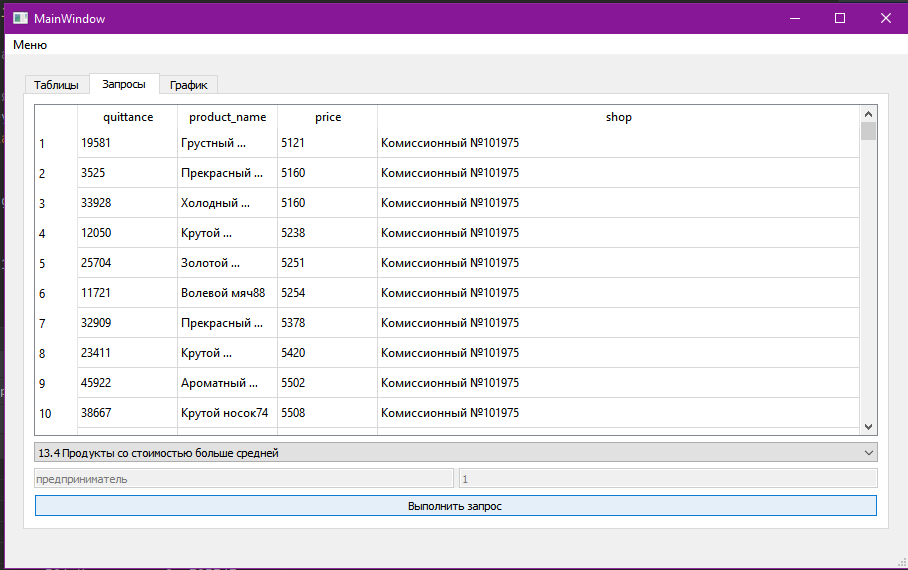 MainWindow
Меню
Таблицы Запросы График
quittance product_name price shop
1 19581 Грустный ... 5121 Комиссионный №101975
2 3525 Прекрасный ... 5160 Комиссионный №101975
3 33928 Холодный ... 5160 Комиссионный №101975
4 12050 Крутой ... 5238 Комиссионный №101975
5 25704 Золотой ... 5251 Комиссионный №101975
6 11721 Волевой мяч88 5254 Комиссионный №101975
7 32909 Прекрасный ... 5378 Комиссионный №101975
8 23411 Крутой ... 5420 Комиссионный №101975
9 45922 Ароматный ... 5502 Комиссионный №101975
10 38667 Крутой носок74 5508 Комиссионный №101975
13.4 Продукты со стоимостью больше средней
предприниматель 1
Выполнить запрос